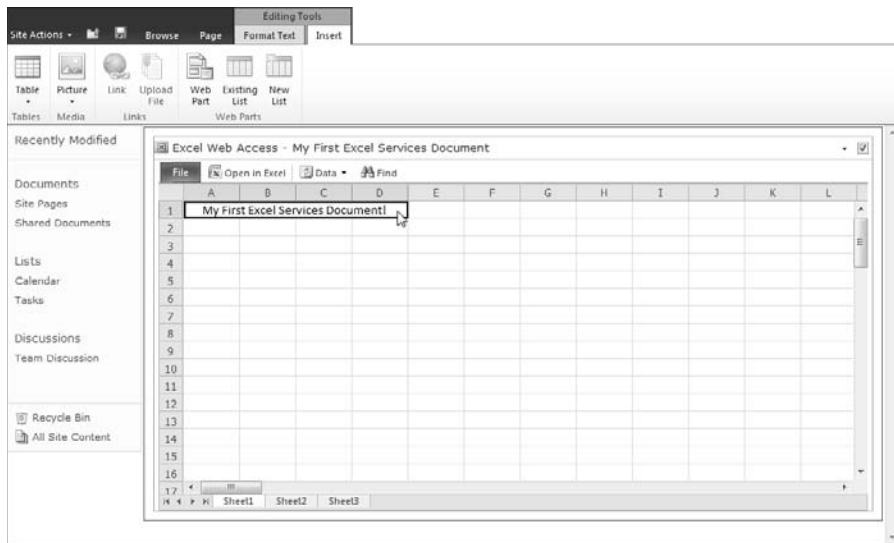 Editing Tools
Site Actions Browse Page Format Text Insert
Table Picture Link Upload File Web Part Existing List New List
Tables Media Links Web Parts
Recently Modified
Documents
Site Pages
Shared Documents
Lists
Calendar
Tasks
Discussions
Team Discussion
Recycle Bin
All Site Content
Excel Web Access - My First Excel Services Document
File Open in Excel Data Find
A B C D E F G H I J K L
1 My First Excel Services Document!
2
3
4
5
6
7
8
9
10
11
12
13
14
15
16
17
Sheet1 Sheet2 Sheet3